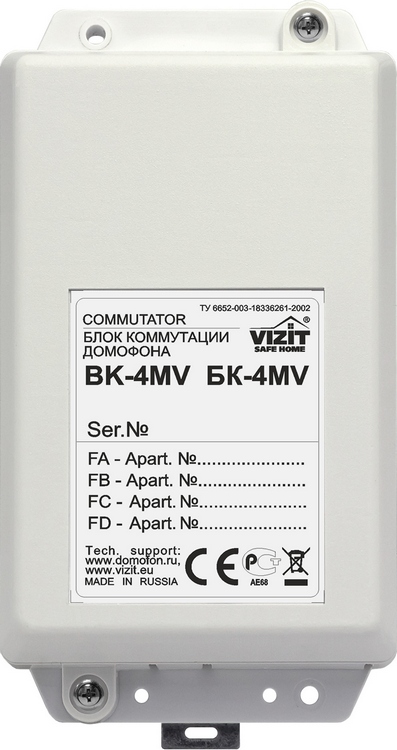 COMMUTATOR
ТУ 6652-003-18336261-2002
БЛОК КОММУТАЦИИ
ДОМОФОНА
VIZIT®
SAFE HOME
BK-4MV БК-4MV
Ser.№
FA - Apart. №......................
FB - Apart. №......................
FC - Apart. №......................
FD - Apart. №......................
Tech. support:
www.domofon.ru,
www.vizit.eu
MADE IN RUSSIA
CE
РСТ
AE68